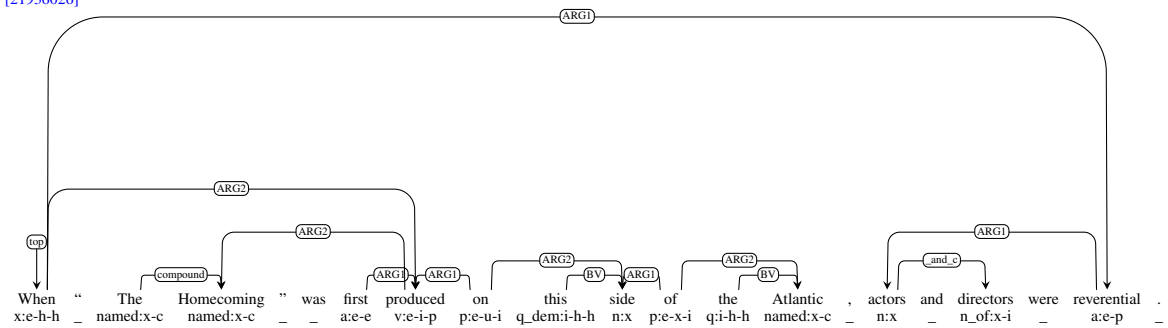 [21956026]
ARG1
ARG2
top
ARG2
ARG2
ARG2
ARG1
_and_c
compound
ARG1
ARG1
BV
ARG1
BV
When “ The Homecoming ” was first produced on this side of the Atlantic , actors and directors were reverential .
x:e-h-h _ named:x-c named:x-c _ _ a:e-e v:e-i-p p:e-u-i q_dem:i-h-h n:x p:e-x-i q:i-h-h named:x-c _ n:x _ n_of:x-i _ a:e-p _